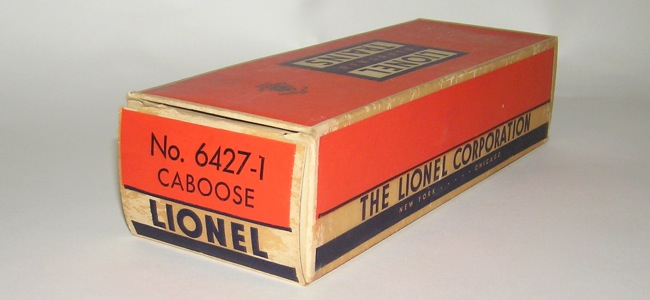 LIONEL
TRAINS
No. 6427-1
CABOOSE
LIONEL
THE LIONEL CORPORATION
NEW YORK · · · · · CHICAGO